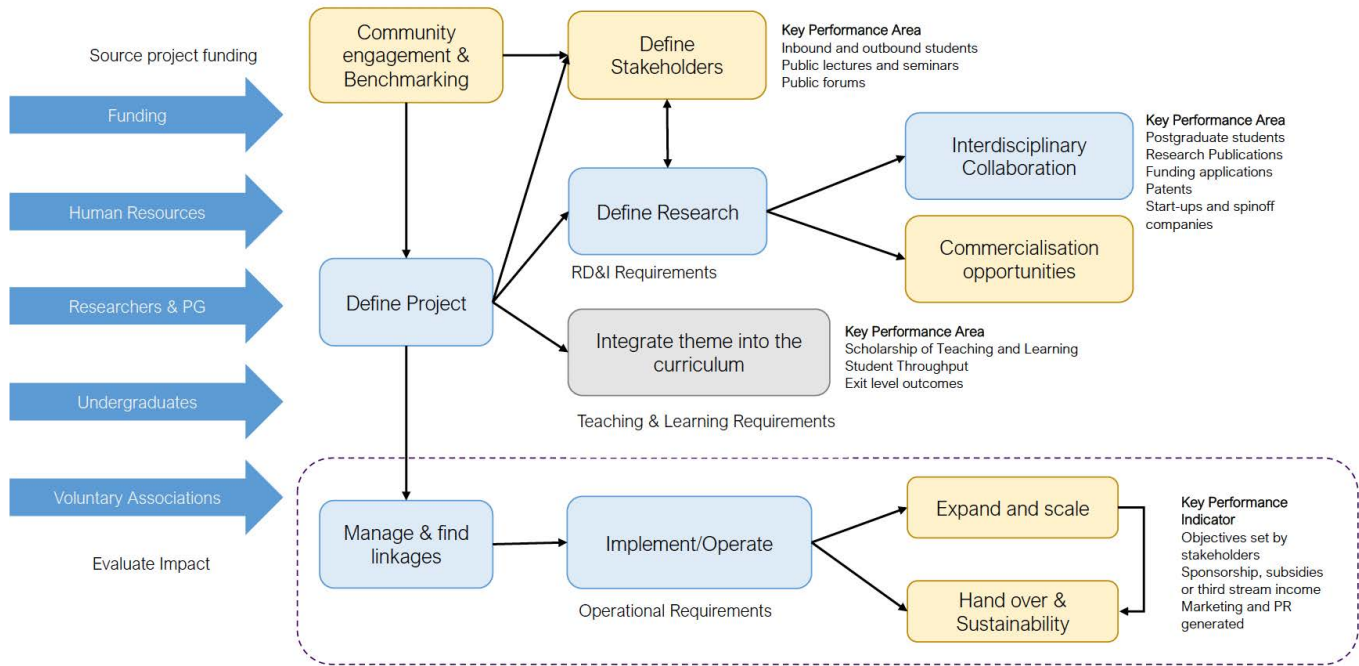 Source project funding
Funding
Human Resources
Researchers & PG
Undergraduates
Voluntary Associations
Evaluate Impact
Community
engagement &
Benchmarking
Define
Stakeholders
Key Performance Area
Inbound and outbound students
Public lectures and seminars
Public forums
Define Project
Define Research
RD&I Requirements
Interdisciplinary
Collaboration
Key Performance Area
Postgraduate students
Research Publications
Funding applications
Patents
Start-ups and spinoff
companies
Commercialisation
opportunities
Integrate theme into the
curriculum
Key Performance Area
Scholarship of Teaching and Learning
Student Throughput
Exit level outcomes
Teaching & Learning Requirements
Manage & find
linkages
Implement/Operate
Operational Requirements
Expand and scale
Hand over &
Sustainability
Key Performance
Indicator
Objectives set by
stakeholders
Sponsorship, subsidies
or third stream income
Marketing and PR
generated